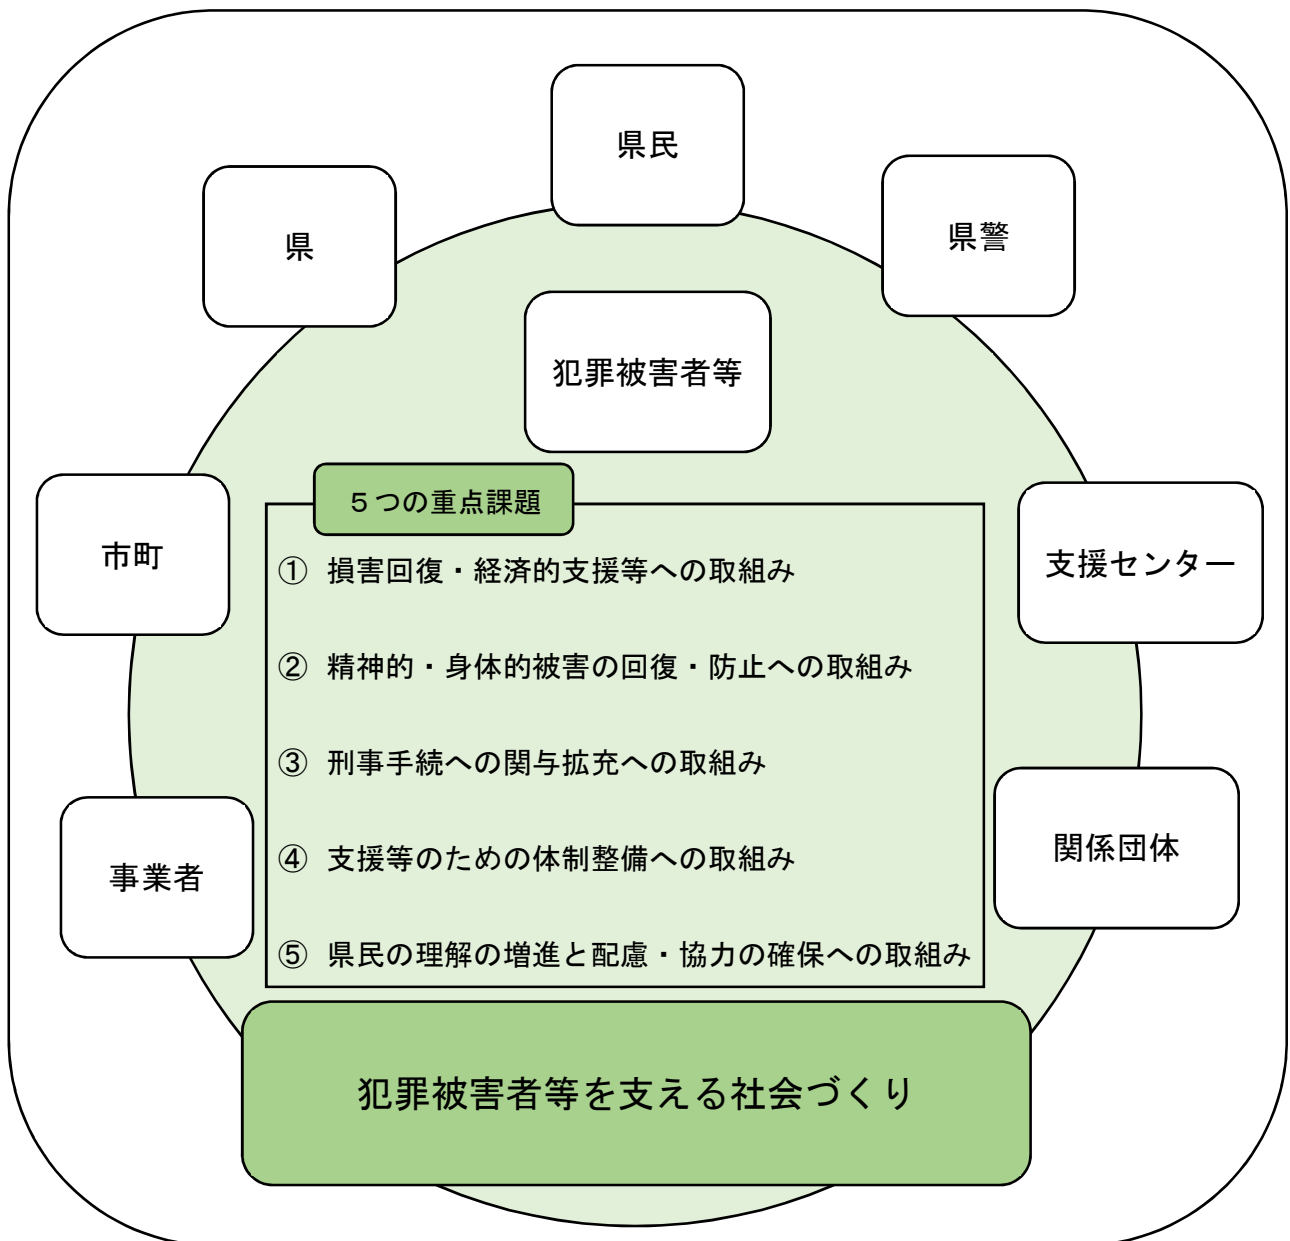 県民
県
県警
犯罪被害者等
市町
５つの重点課題
支援センター
① 損害回復・経済的支援等への取組み
② 精神的・身体的被害の回復・防止への取組み
③ 刑事手続への関与拡充への取組み
④ 支援等のための体制整備への取組み
⑤ 県民の理解の増進と配慮・協力の確保への取組み
事業者
関係団体
犯罪被害者等を支える社会づくり